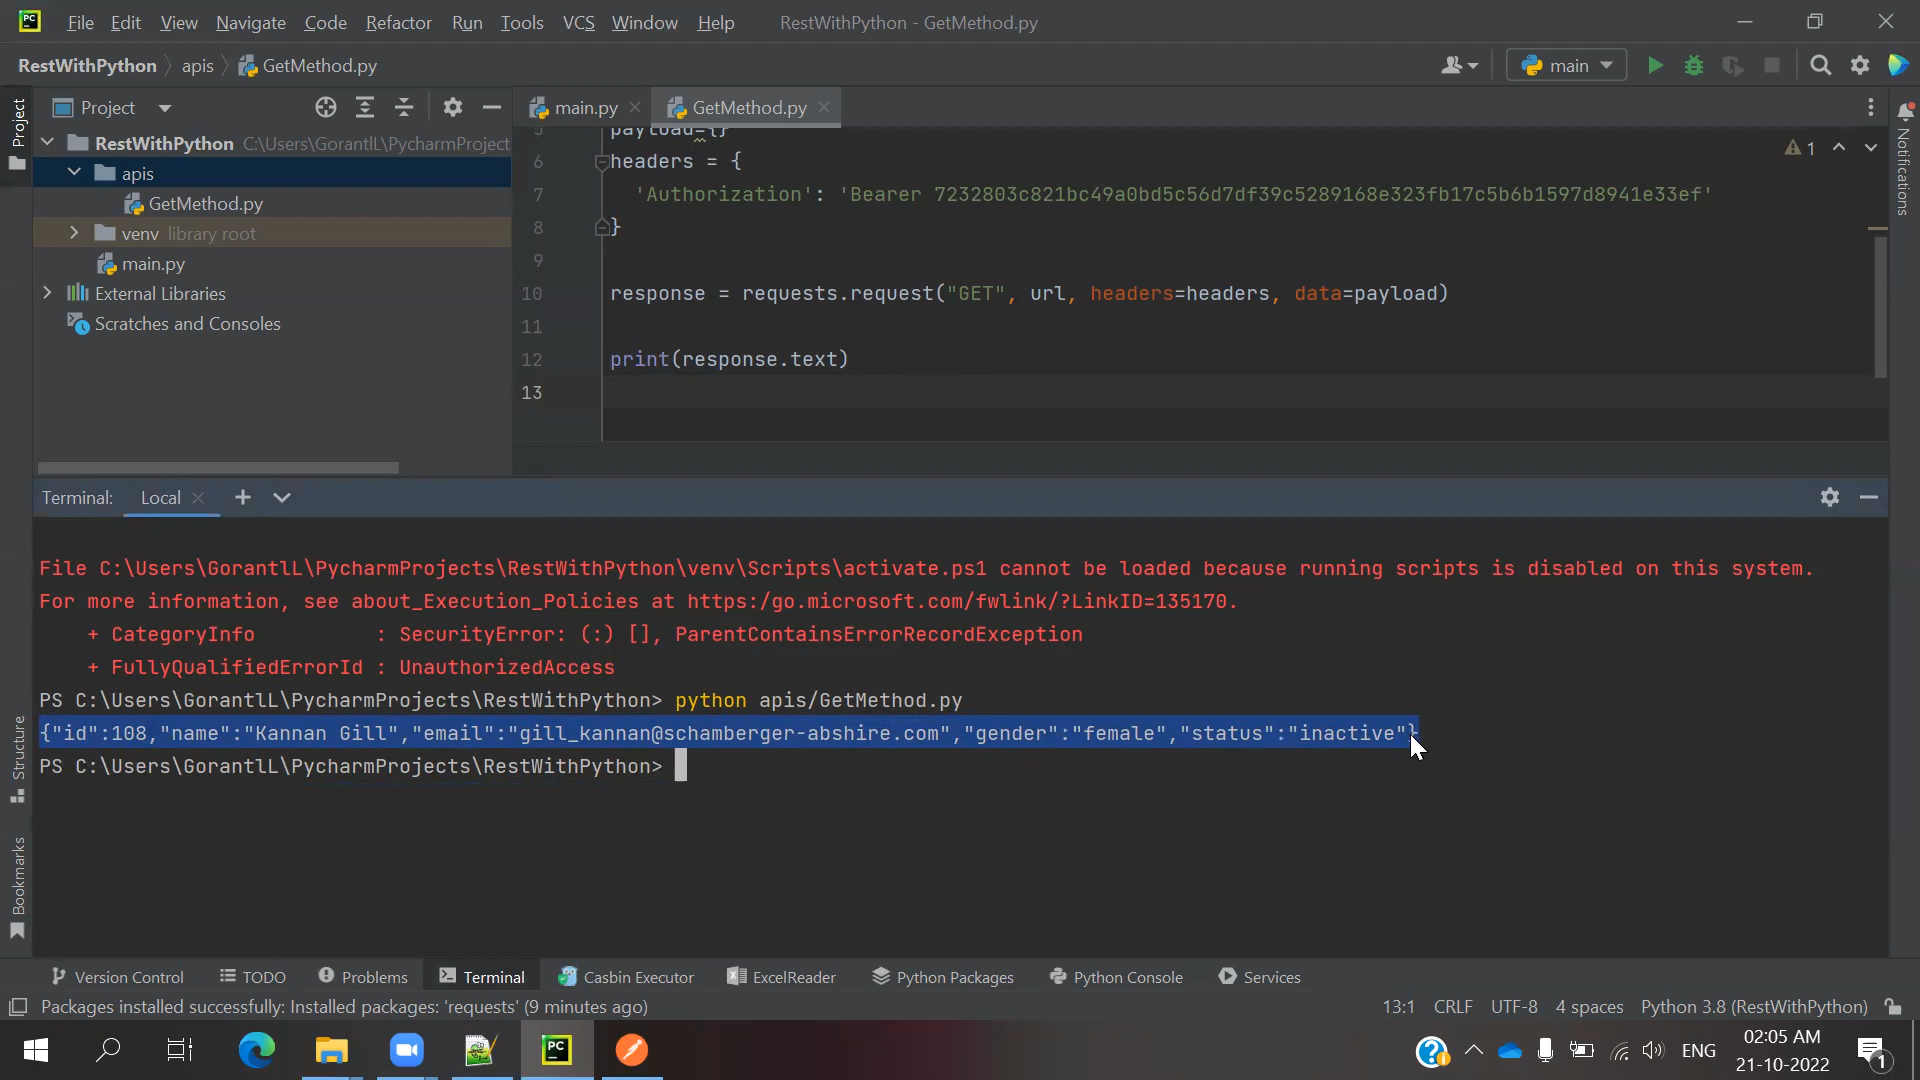 PC File Edit View Navigate Code Refactor Run Tools VCS Window Help RestWithPython - GetMethod.py
RestWithPython apis GetMethod.py main
Project
Project
main.py GetMethod.py
RestWithPython C:\Users\GorantlL\PycharmProject
apis
GetMethod.py
venv library root
main.py
External Libraries
Scratches and Consoles
5 payload={}
6 headers = {
7 'Authorization': 'Bearer 7232803c821bc49a0bd5c56d7df39c5289168e323fb17c5b6b1597d8941e33ef'
8 }
9
10 response = requests.request("GET", url, headers=headers, data=payload)
11
12 print(response.text)
13
1
Notifications
Terminal: Local
File C:\Users\GorantlL\PycharmProjects\RestWithPython\venv\Scripts\activate.ps1 cannot be loaded because running scripts is disabled on this system.
For more information, see about_Execution_Policies at https:/go.microsoft.com/fwlink/?LinkID=135170.
+ CategoryInfo : SecurityError: (:) [], ParentContainsErrorRecordException
+ FullyQualifiedErrorId : UnauthorizedAccess
PS C:\Users\GorantlL\PycharmProjects\RestWithPython> python apis/GetMethod.py
{"id":108,"name":"Kannan Gill","email":"gill_kannan@schamberger-abshire.com","gender":"female","status":"inactive"}
PS C:\Users\GorantlL\PycharmProjects\RestWithPython>
Structure
Bookmarks
Version Control TODO Problems Terminal Casbin Executor ExcelReader Python Packages Python Console Services
Packages installed successfully: Installed packages: 'requests' (9 minutes ago) 13:1 CRLF UTF-8 4 spaces Python 3.8 (RestWithPython)
PC ENG 02:05 AM
21-10-2022 1